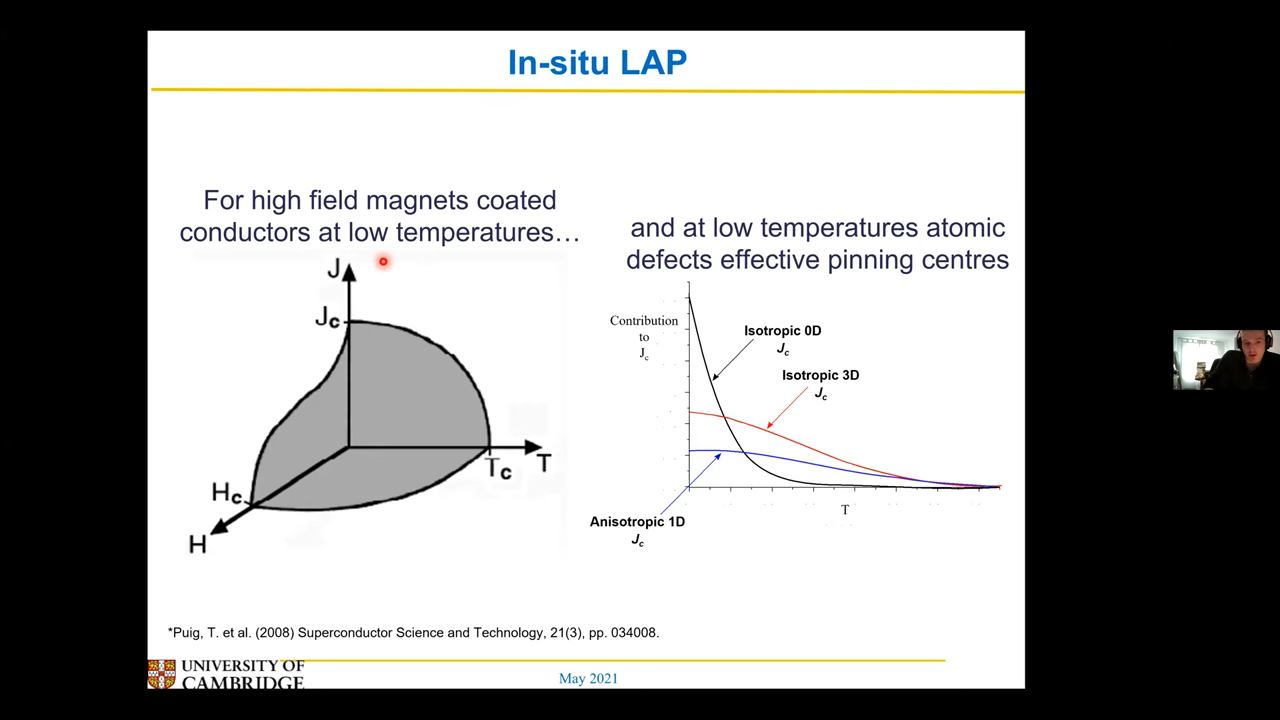 In-situ LAP
For high field magnets coated
conductors at low temperatures…
J
Jc
Tc
T
Hc
H
and at low temperatures atomic
defects effective pinning centres
Contribution
to
Jc
Isotropic 0D
Jc
Isotropic 3D
Jc
Anisotropic 1D
Jc
T
*Puig, T. et al. (2008) Superconductor Science and Technology, 21(3), pp. 034008.
UNIVERSITY OF
CAMBRIDGE
May 2021